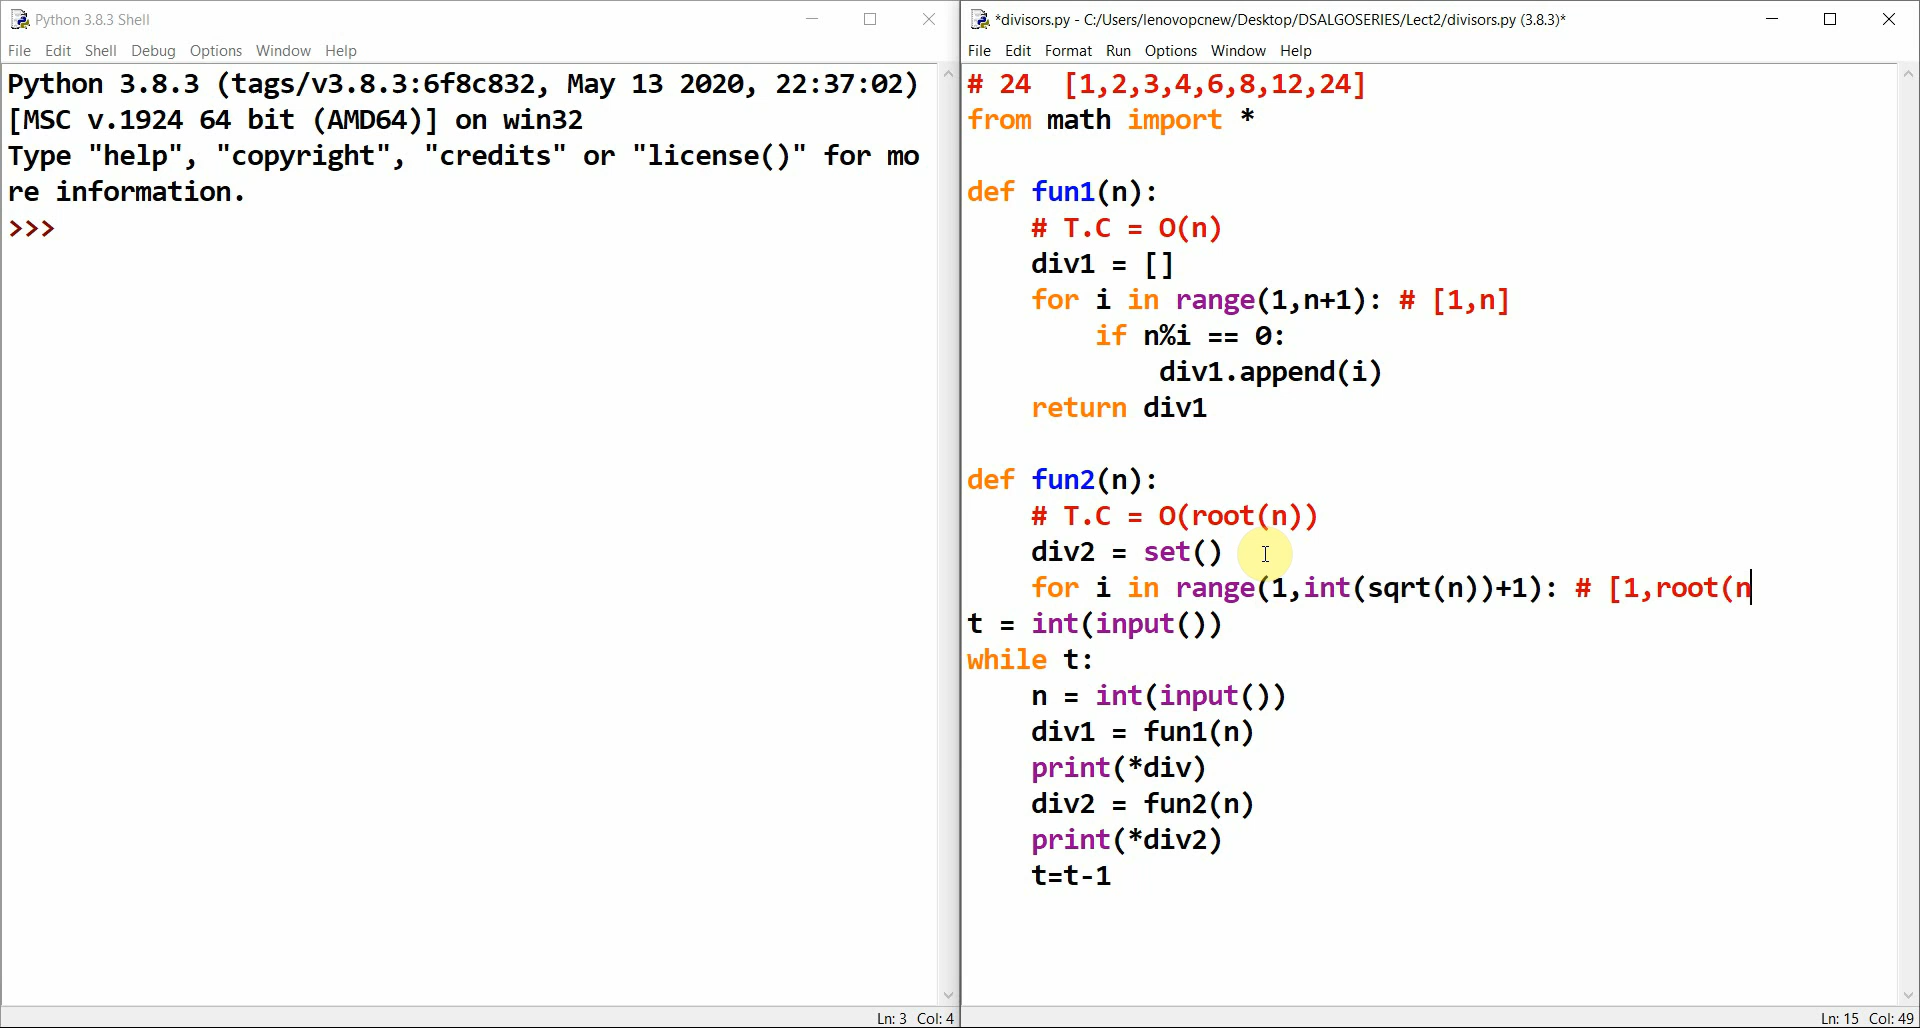 Python 3.8.3 Shell
File Edit Shell Debug Options Window Help
Python 3.8.3 (tags/v3.8.3:6f8c832, May 13 2020, 22:37:02)
[MSC v.1924 64 bit (AMD64)] on win32
Type "help", "copyright", "credits" or "license()" for mo
re information.
>>>
Ln: 3 Col: 4
*divisors.py - C:/Users/lenovopcnew/Desktop/DSALGOSERIES/Lect2/divisors.py (3.8.3)*
File Edit Format Run Options Window Help
# 24  [1,2,3,4,6,8,12,24]
from math import *
def fun1(n):
    # T.C = O(n)
    div1 = []
    for i in range(1,n+1): # [1,n]
        if n%i == 0:
            div1.append(i)
    return div1
def fun2(n):
    # T.C = O(root(n))
    div2 = set()
    for i in range(1,int(sqrt(n))+1): # [1,root(n
t = int(input())
while t:
    n = int(input())
    div1 = fun1(n)
    print(*div)
    div2 = fun2(n)
    print(*div2)
    t=t-1
Ln: 15 Col: 49